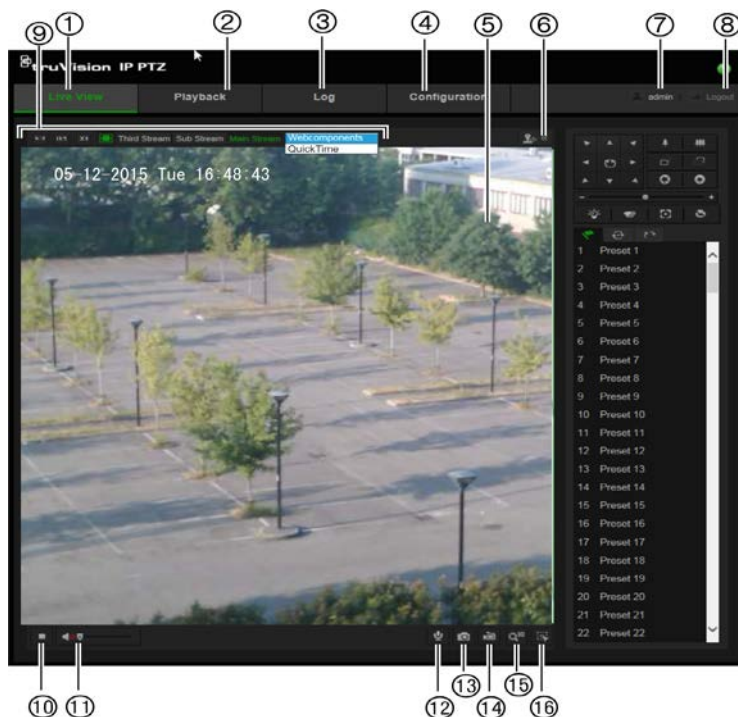 ⑨ ① ② ③ ④ ⑤ ⑥ ⑦ ⑧
truVision IP PTZ
Live View Playback Log Configuration admin Logout
4:3 16:9 X1 Third Stream Sub Stream Main Stream Webcomponents
QuickTime
05-12-2015 Tue 16:48:43
1 Preset 1
2 Preset 2
3 Preset 3
4 Preset 4
5 Preset 5
6 Preset 6
7 Preset 7
8 Preset 8
9 Preset 9
10 Preset 10
11 Preset 11
12 Preset 12
13 Preset 13
14 Preset 14
15 Preset 15
16 Preset 16
17 Preset 17
18 Preset 18
19 Preset 19
20 Preset 20
21 Preset 21
22 Preset 22
⑩ ⑪ ⑫ ⑬ ⑭ ⑮ ⑯